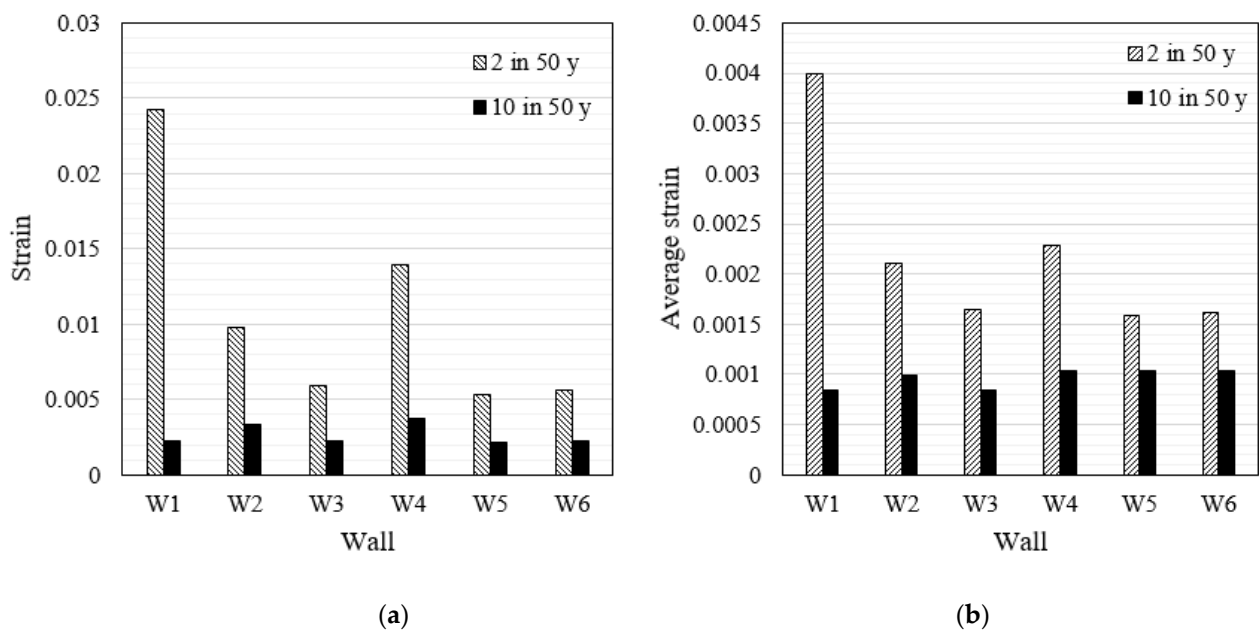 0.03
0.025
0.02
0.015
0.01
0.005
0
Strain
2 in 50 y
10 in 50 y
W1 W2 W3 W4 W5 W6
Wall
(a)
0.0045
0.004
0.0035
0.003
0.0025
0.002
0.0015
0.001
0.0005
0
Average strain
2 in 50 y
10 in 50 y
W1 W2 W3 W4 W5 W6
Wall
(b)